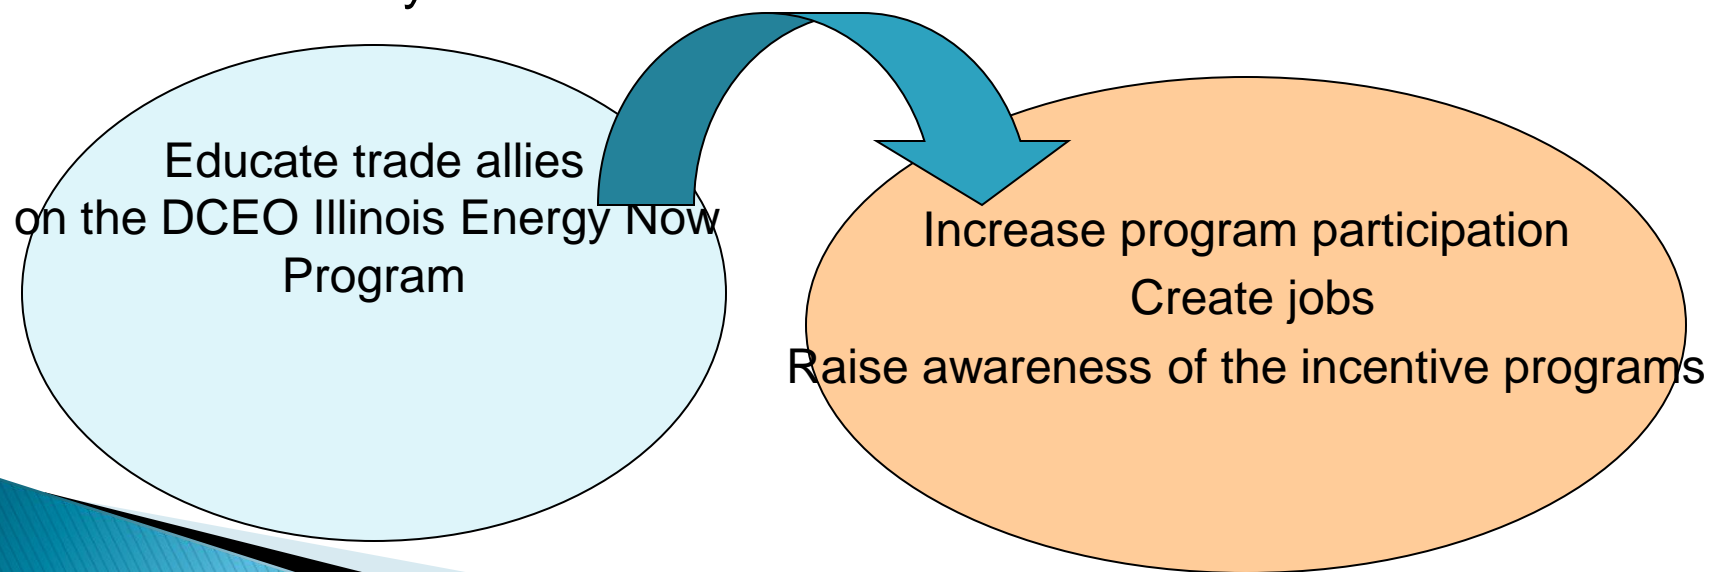 Educate trade allies
on the DCEO Illinois Energy Now
Program
Increase program participation
Create jobs
Raise awareness of the incentive programs